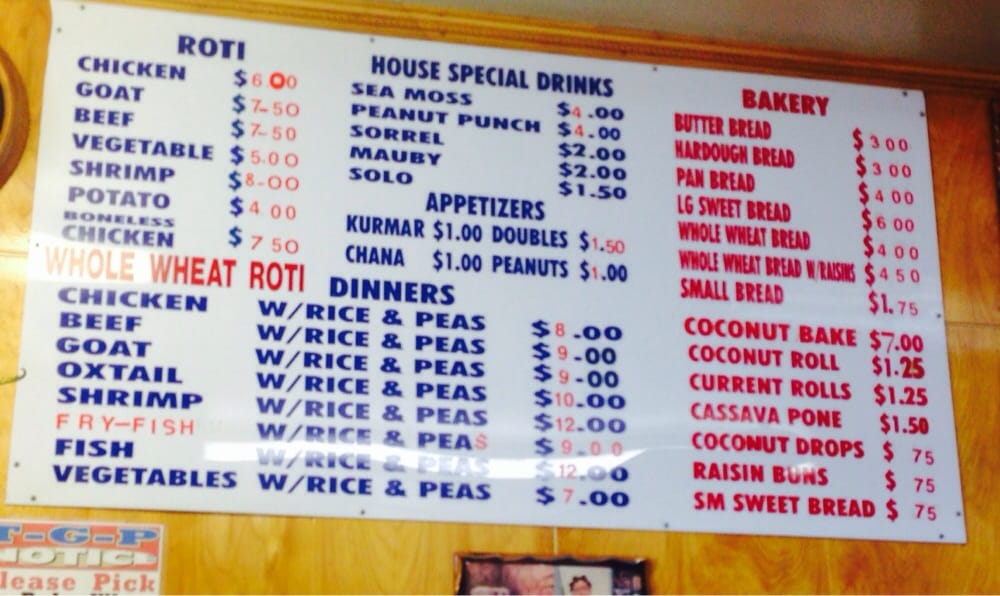 ROTI
CHICKEN $6.00
GOAT $7-50
BEEF $7-50
VEGETABLE $5.00
SHRIMP $8-00
POTATO $4 00
BONELESS
CHICKEN $7 50
WHOLE WHEAT ROTI
HOUSE SPECIAL DRINKS
SEA MOSS $4.00
PEANUT PUNCH $4.00
SORREL $2.00
MAUBY $2.00
SOLO $1.50
APPETIZERS
KURMAR $1.00 DOUBLES $1.50
CHANA $1.00 PEANUTS $1.00
DINNERS
CHICKEN W/RICE & PEAS $8.00
BEEF W/RICE & PEAS $9-00
GOAT W/RICE & PEAS $9-00
OXTAIL W/RICE & PEAS $10.00
SHRIMP W/RICE & PEAS $12.00
FRY-FISH W/RICE & PEAS $9.00
FISH W/RICE & PEAS $12.00
VEGETABLES W/RICE & PEAS $7.00
BAKERY
BUTTER BREAD $3 00
HARDOUGH BREAD $3 00
PAN BREAD $4 00
LG SWEET BREAD $6 00
WHOLE WHEAT BREAD $4 00
WHOLE WHEAT BREAD W/RAISINS $4 50
SMALL BREAD $1.75
COCONUT BAKE $7.00
COCONUT ROLL $1.25
CURRENT ROLLS $1.25
CASSAVA PONE $1.50
COCONUT DROPS $ 75
RAISIN BUNS $ 75
SM SWEET BREAD $ 75
T-G-P
lease Pick